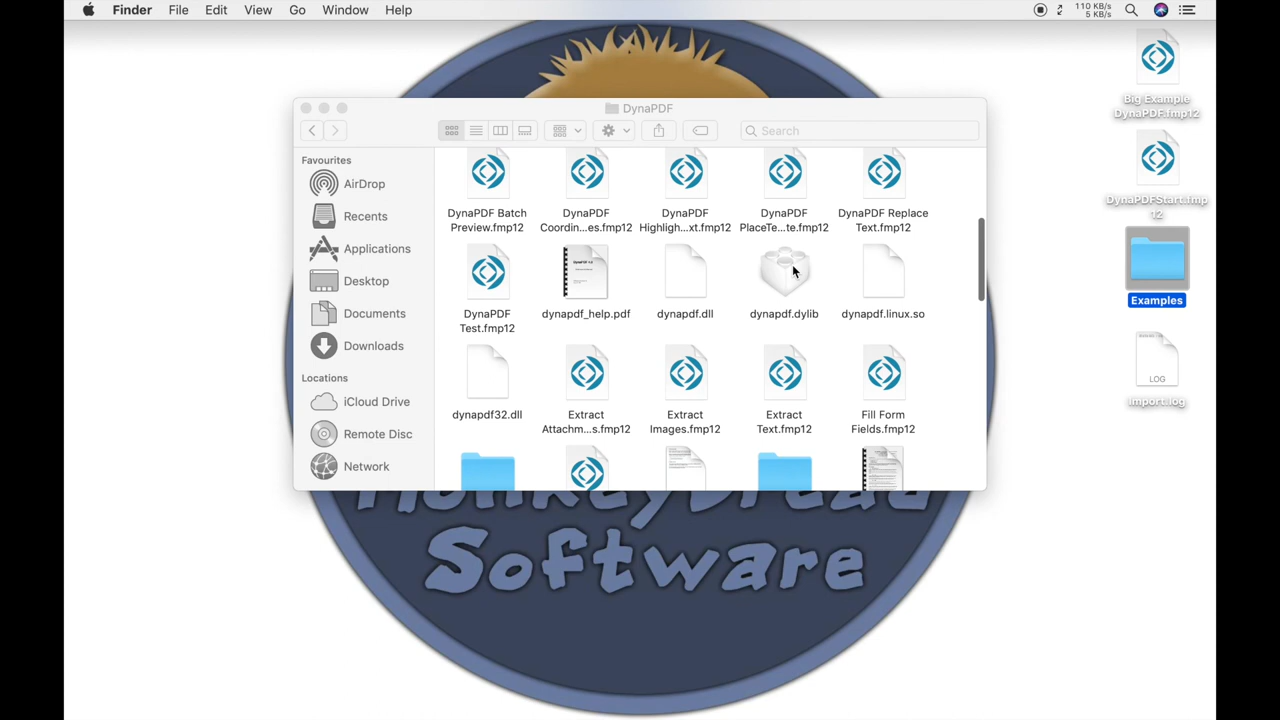 Finder File Edit View Go Window Help
110 KB/s
5 KB/s
DynaPDF
Search
Favourites
AirDrop
Recents
Applications
Desktop
Documents
Downloads
Locations
iCloud Drive
Remote Disc
Network
DynaPDF Batch
Preview.fmp12
DynaPDF
Coordin...es.fmp12
DynaPDF
Highligh...xt.fmp12
DynaPDF
PlaceTe...te.fmp12
DynaPDF Replace
Text.fmp12
DynaPDF
Test.fmp12
dynapdf_help.pdf
dynapdf.dll
dynapdf.dylib
dynapdf.linux.so
dynapdf32.dll
Extract
Attachm...s.fmp12
Extract
Images.fmp12
Extract
Text.fmp12
Fill Form
Fields.fmp12
Big Example
DynaPDF.fmp12
DynaPDFStart.fmp
12
Examples
LOG
Import.log
MonkeyBread
Software